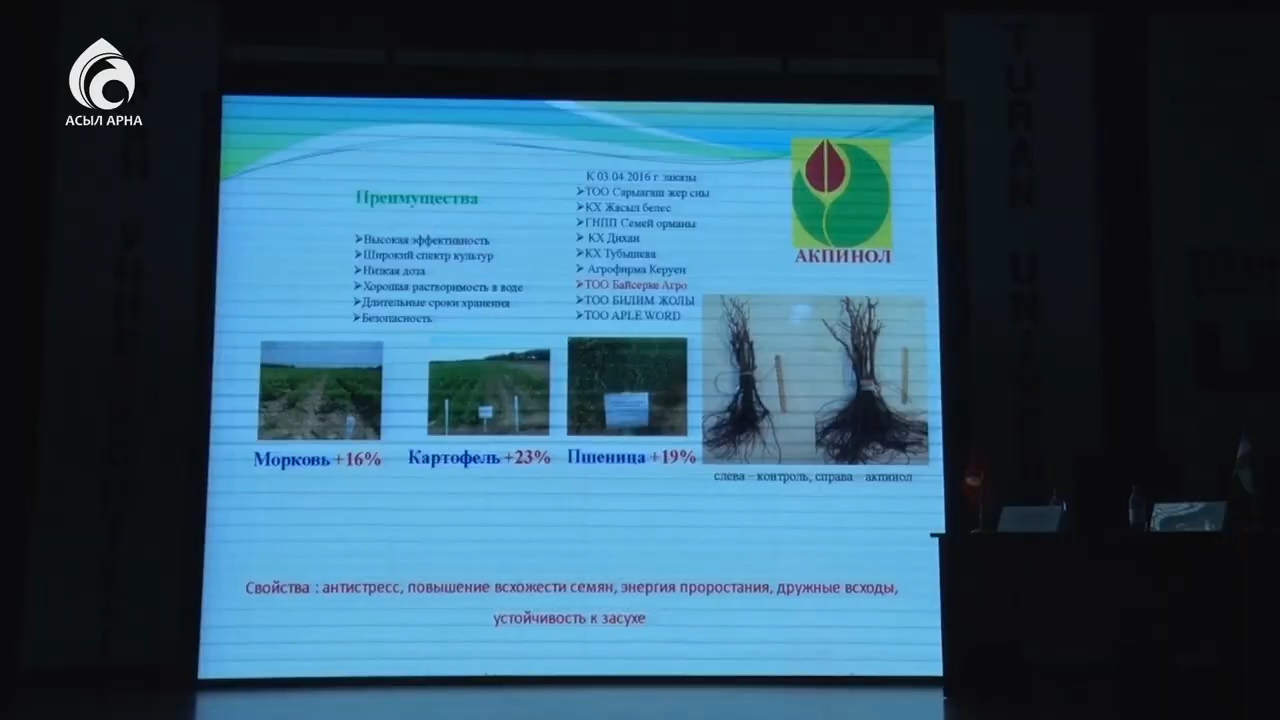 АСЫЛ АРНА
Преимущества
Высокая эффективность
Широкий спектр культур
Низкая доза
Хорошая растворимость в воде
Длительные сроки хранения
Безопасность
К 03.04.2016 г заказы
ТОО Сарыагаш жер сиы
КХ Жасыл белес
ГНПП Семей орманы
КХ Дихан
КХ Тубышева
Агрофирма Керуен
ТОО Байсерке Агро
ТОО БИЛИМ ЖОЛЫ
ТОО APLE WORD
АКПИНОЛ
Морковь +16%
Картофель +23%
Пшеница +19%
слева – контроль, справа – акпинол
Свойства : антистресс, повышение всхожести семян, энергия проростания, дружные всходы,
устойчивость к засухе
TURAN UNIVE